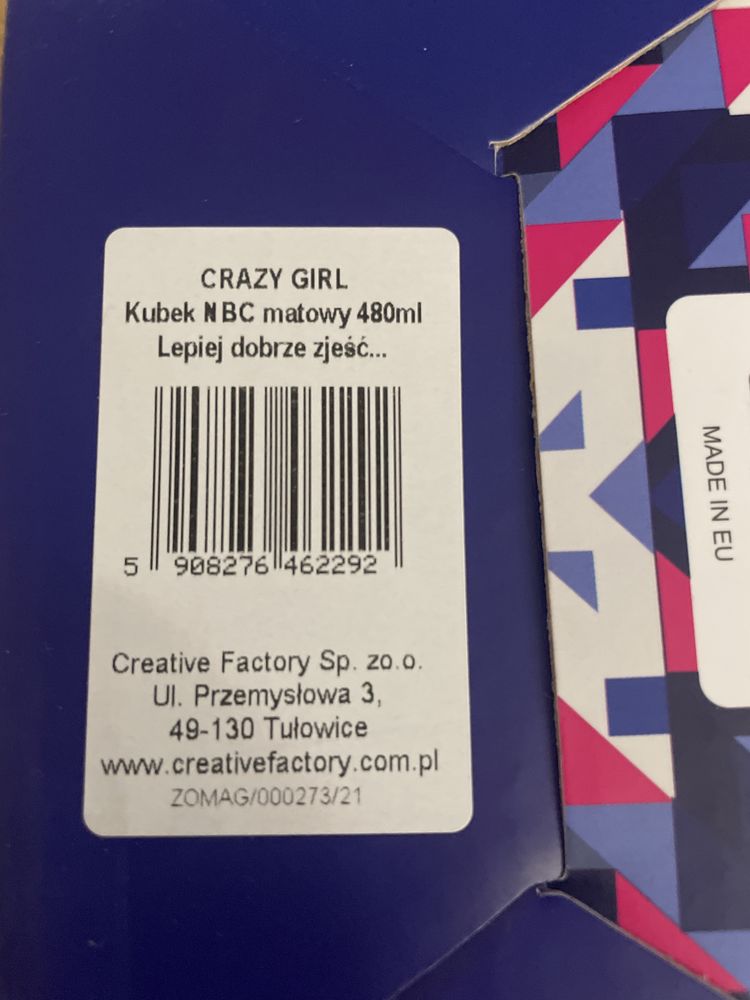 CRAZY GIRL
Kubek NBC matowy 480ml
Lepiej dobrze zjeść...
5 908276 462292
Creative Factory Sp. zo.o.
Ul. Przemysłowa 3,
49-130 Tułowice
www.creativefactory.com.pl
ZOMAG/000273/21
MADE IN EU